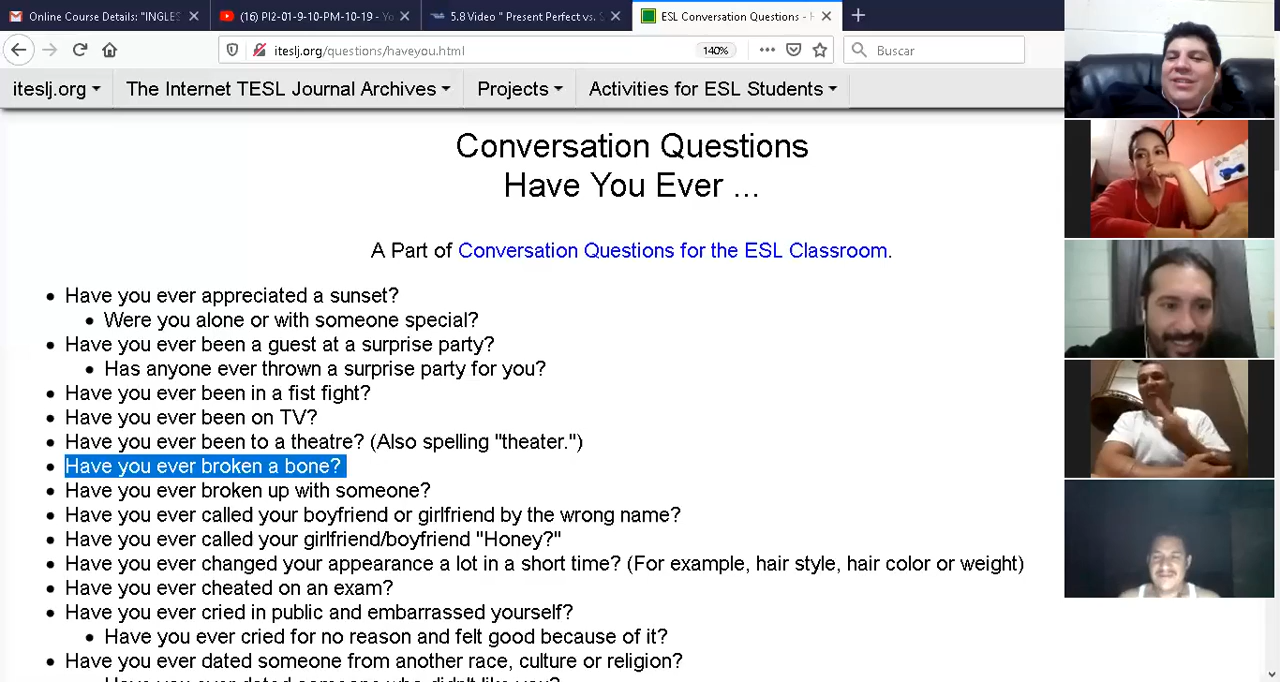 Online Course Details: "INGLES
(16) PI2-01-9-10-PM-10-19 - Yo
5.8 Video " Present Perfect vs. S
ESL Conversation Questions - H
iteslj.org/questions/haveyou.html
140%
Buscar
iteslj.org
The Internet TESL Journal Archives
Projects
Activities for ESL Students
Conversation Questions
Have You Ever ...
A Part of Conversation Questions for the ESL Classroom.
Have you ever appreciated a sunset?
Were you alone or with someone special?
Have you ever been a guest at a surprise party?
Has anyone ever thrown a surprise party for you?
Have you ever been in a fist fight?
Have you ever been on TV?
Have you ever been to a theatre? (Also spelling "theater.")
Have you ever broken a bone?
Have you ever broken up with someone?
Have you ever called your boyfriend or girlfriend by the wrong name?
Have you ever called your girlfriend/boyfriend "Honey?"
Have you ever changed your appearance a lot in a short time? (For example, hair style, hair color or weight)
Have you ever cheated on an exam?
Have you ever cried in public and embarrassed yourself?
Have you ever cried for no reason and felt good because of it?
Have you ever dated someone from another race, culture or religion?
Have you ever dated someone who didn't like you?